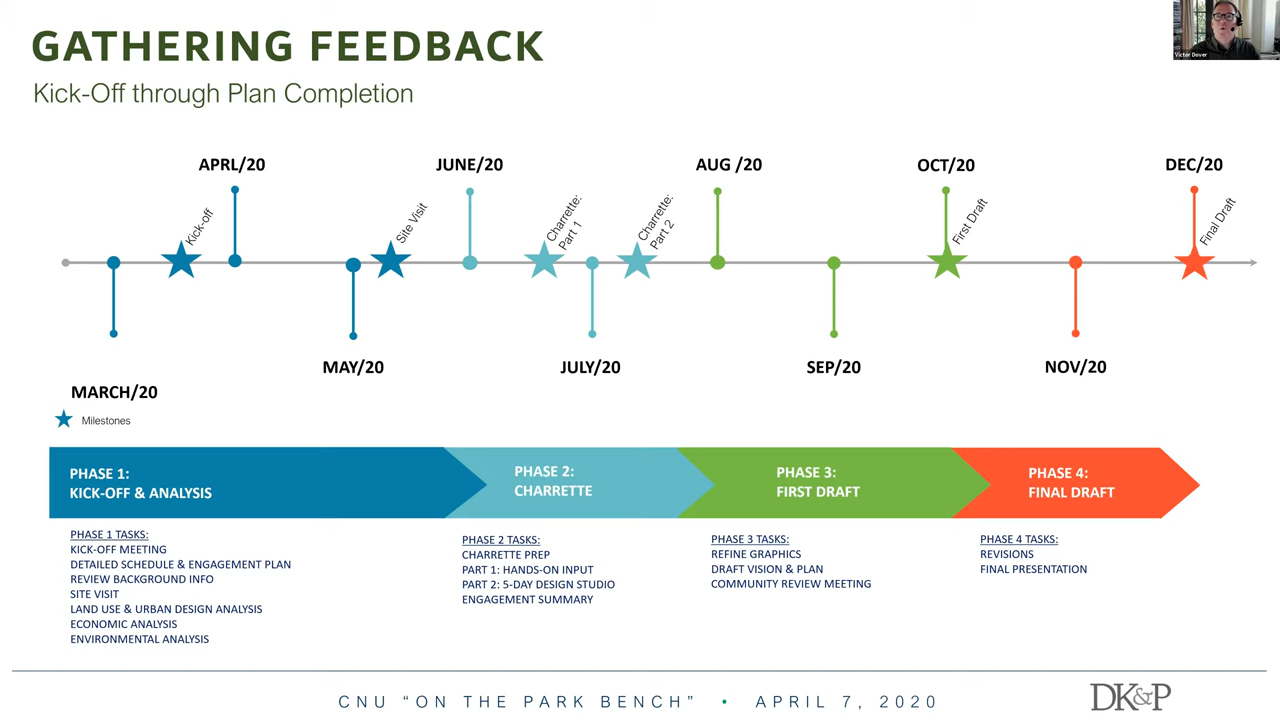 GATHERING FEEDBACK
Kick-Off through Plan Completion
Victor Dover
APRL/20
JUNE/20
AUG /20
OCT/20
DEC/20
Kick-off
Site Visit
Charrette:
Part 1
Charrette:
Part 2
First Draft
Final Draft
MARCH/20
MAY/20
JULY/20
SEP/20
NOV/20
Milestones
PHASE 1:
KICK-OFF & ANALYSIS
PHASE 2:
CHARRETTE
PHASE 3:
FIRST DRAFT
PHASE 4:
FINAL DRAFT
PHASE 1 TASKS:
KICK-OFF MEETING
DETAILED SCHEDULE & ENGAGEMENT PLAN
REVIEW BACKGROUND INFO
SITE VISIT
LAND USE & URBAN DESIGN ANALYSIS
ECONOMIC ANALYSIS
ENVIRONMENTAL ANALYSIS
PHASE 2 TASKS:
CHARRETTE PREP
PART 1: HANDS-ON INPUT
PART 2: 5-DAY DESIGN STUDIO
ENGAGEMENT SUMMARY
PHASE 3 TASKS:
REFINE GRAPHICS
DRAFT VISION & PLAN
COMMUNITY REVIEW MEETING
PHASE 4 TASKS:
REVISIONS
FINAL PRESENTATION
CNU “ON THE PARK BENCH” • APRIL 7, 2020
DK&P